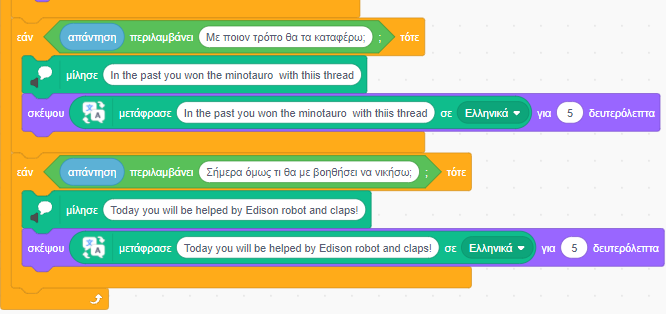 εάν απάντηση περιλαμβάνει Με ποιον τρόπο θα τα καταφέρω; ; τότε
μίλησε In the past you won the minotauro with thiis thread
σκέψου μετάφρασε In the past you won the minotauro with thiis thread σε Ελληνικά για 5 δευτερόλεπτα
εάν απάντηση περιλαμβάνει Σήμερα όμως τι θα με βοηθήσει να νικήσω; ; τότε
μίλησε Today you will be helped by Edison robot and claps!
σκέψου μετάφρασε Today you will be helped by Edison robot and claps! σε Ελληνικά για 5 δευτερόλεπτα